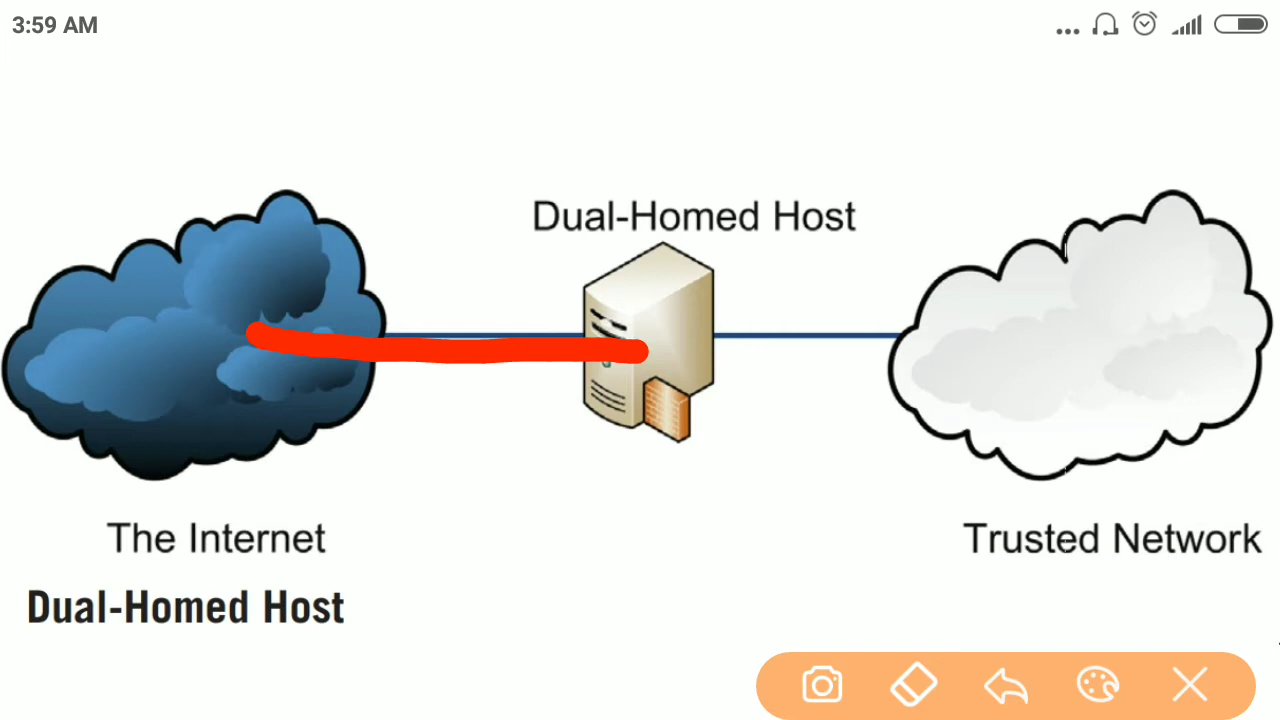 3:59 AM
Dual-Homed Host
The Internet
Trusted Network
Dual-Homed Host